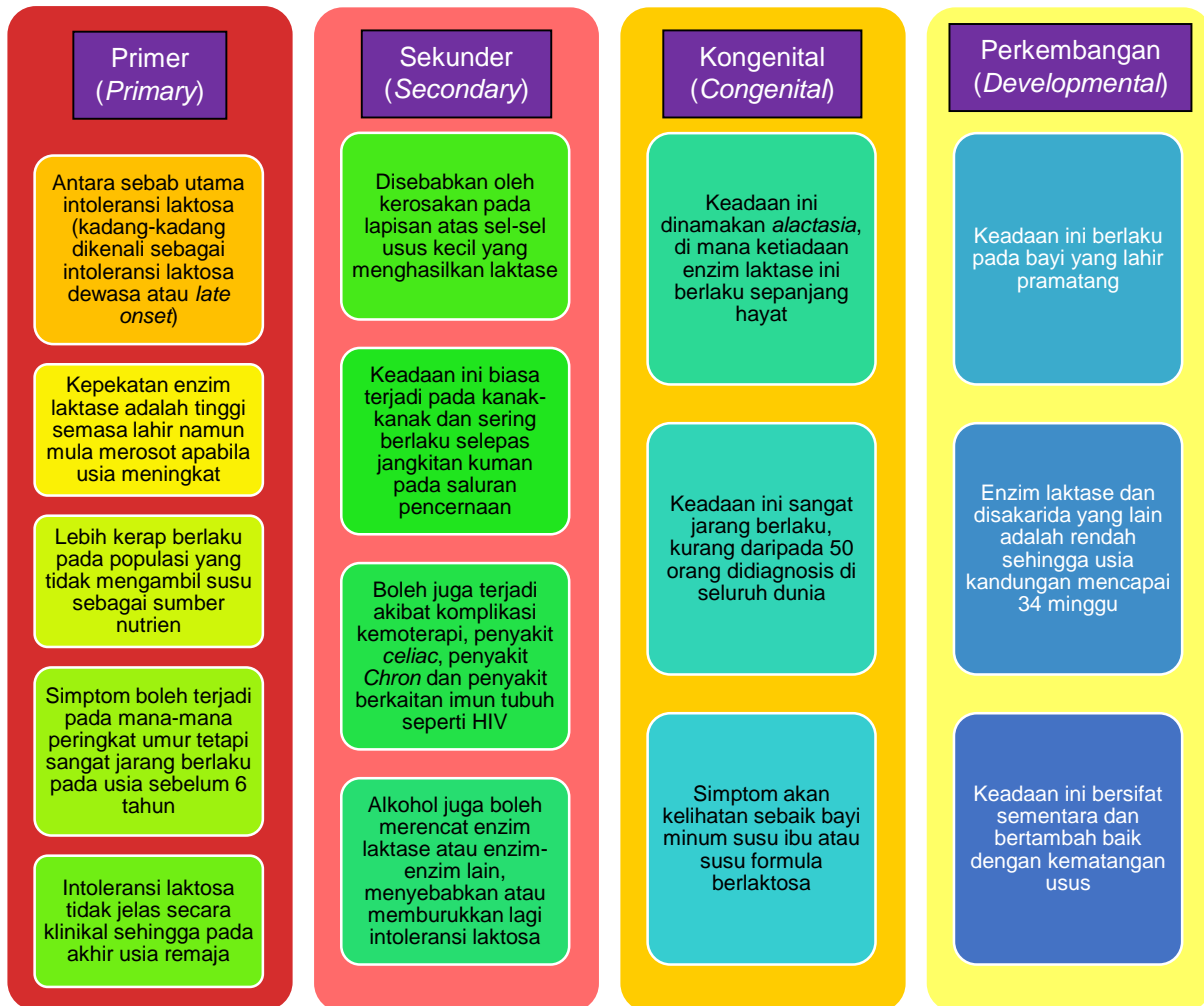 Primer
(Primary)
Antara sebab utama
intoleransi laktosa
(kadang-kadang
dikenali sebagai
intoleransi laktosa
dewasa atau late
onset)
Kepekatan enzim
laktase adalah tinggi
semasa lahir namun
mula merosot apabila
usia meningkat
Lebih kerap berlaku
pada populasi yang
tidak mengambil susu
sebagai sumber
nutrien
Simptom boleh terjadi
pada mana-mana
peringkat umur tetapi
sangat jarang berlaku
pada usia sebelum 6
tahun
Intoleransi laktosa
tidak jelas secara
klinikal sehingga pada
akhir usia remaja
Sekunder
(Secondary)
Disebabkan oleh
kerosakan pada
lapisan atas sel-sel
usus kecil yang
menghasilkan laktase
Keadaan ini biasa
terjadi pada kanak-
kanak dan sering
berlaku selepas
jangkitan kuman
pada saluran
pencernaan
Boleh juga terjadi
akibat komplikasi
kemoterapi, penyakit
celiac, penyakit
Chron dan penyakit
berkaitan imun tubuh
seperti HIV
Alkohol juga boleh
merencat enzim
laktase atau enzim-
enzim lain,
menyebabkan atau
memburukkan lagi
intoleransi laktosa
Kongenital
(Congenital)
Keadaan ini
dinamakan alactasia,
di mana ketiadaan
enzim laktase ini
berlaku sepanjang
hayat
Keadaan ini sangat
jarang berlaku,
kurang daripada 50
orang didiagnosis di
seluruh dunia
Simptom akan
kelihatan sebaik bayi
minum susu ibu atau
susu formula
berlaktosa
Perkembangan
(Developmental)
Keadaan ini berlaku
pada bayi yang lahir
pramatang
Enzim laktase dan
disakarida yang lain
adalah rendah
sehingga usia
kandungan mencapai
34 minggu
Keadaan ini bersifat
sementara dan
bertambah baik
dengan kematangan
usus